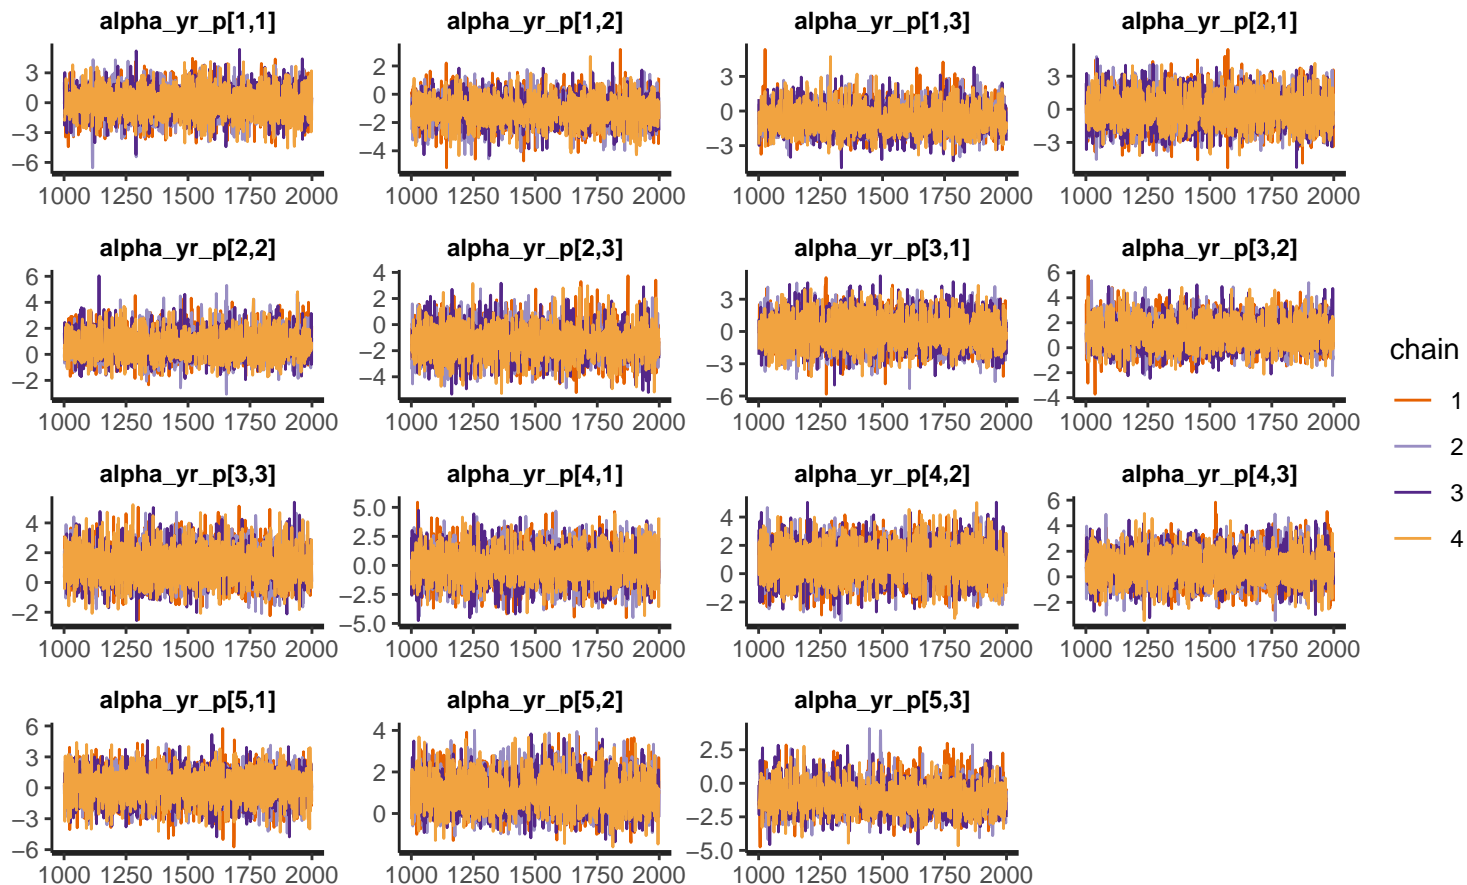 alpha_yr_p[1,1] alpha_yr_p[1,2] alpha_yr_p[1,3] alpha_yr_p[2,1]
3 0 −3 −6
2 0 −2 −4
3 0 −3
3 0 −3
1000 1250 1500 1750 2000 1000 1250 1500 1750 2000 1000 1250 1500 1750 2000 1000 1250 1500 1750 2000
alpha_yr_p[2,2] alpha_yr_p[2,3] alpha_yr_p[3,1] alpha_yr_p[3,2]
6 4 2 0 −2
4 2 0 −2 −4
3 0 −3 −6
6 4 2 0 −2 −4
1000 1250 1500 1750 2000 1000 1250 1500 1750 2000 1000 1250 1500 1750 2000 1000 1250 1500 1750 2000
alpha_yr_p[3,3] alpha_yr_p[4,1] alpha_yr_p[4,2] alpha_yr_p[4,3]
4 2 0 −2
5.0 2.5 0.0 −2.5 −5.0
4 2 0 −2
6 4 2 0 −2
1000 1250 1500 1750 2000 1000 1250 1500 1750 2000 1000 1250 1500 1750 2000 1000 1250 1500 1750 2000
alpha_yr_p[5,1] alpha_yr_p[5,2] alpha_yr_p[5,3]
6 3 0 −3 −6
4 2 0
2.5 0.0 −2.5 −5.0
1000 1250 1500 1750 2000 1000 1250 1500 1750 2000 1000 1250 1500 1750 2000
chain
1
2
3
4